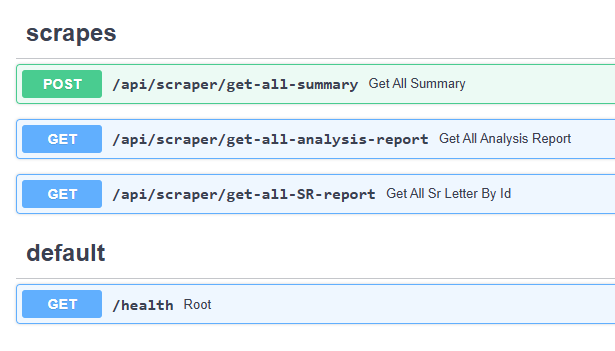 scrapes
POST /api/scraper/get-all-summary Get All Summary
GET /api/scraper/get-all-analysis-report Get All Analysis Report
GET /api/scraper/get-all-SR-report Get All Sr Letter By Id
default
GET /health Root